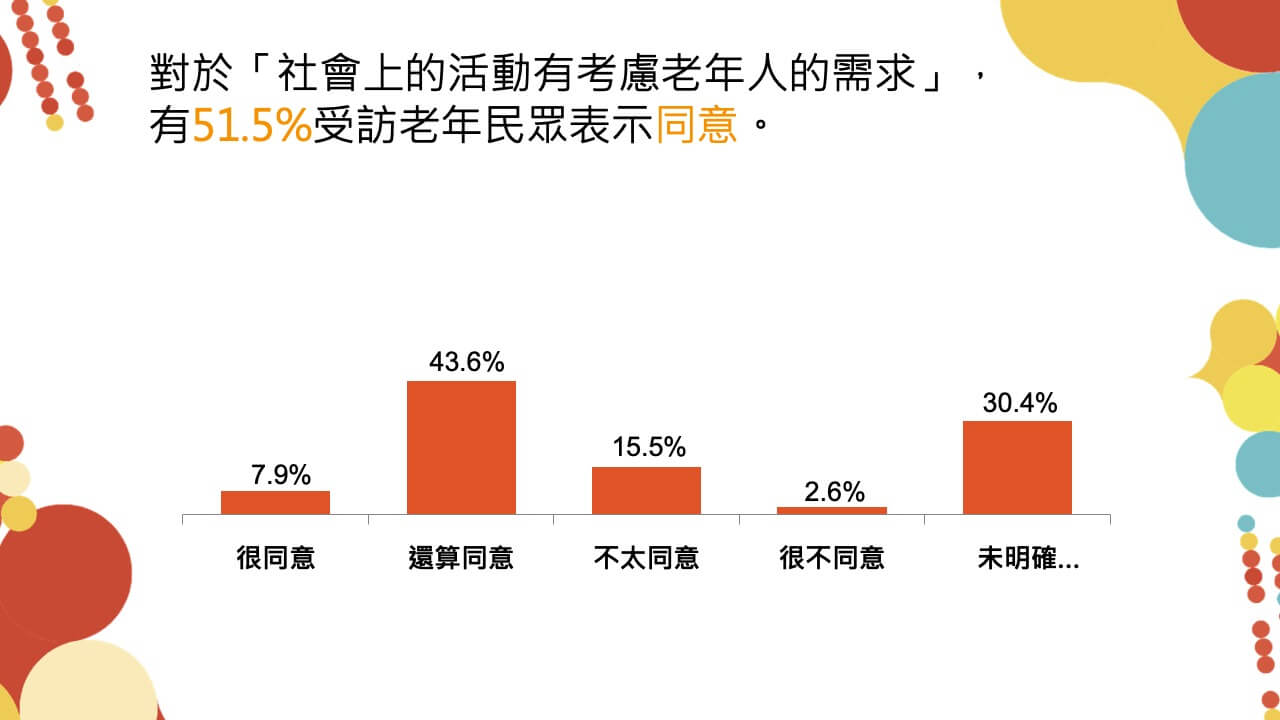 對於「社會上的活動有考慮老年人的需求」，
有51.5%受訪老年民眾表示同意。
7.9%
43.6%
15.5%
2.6%
30.4%
很同意
還算同意
不太同意
很不同意
未明確...